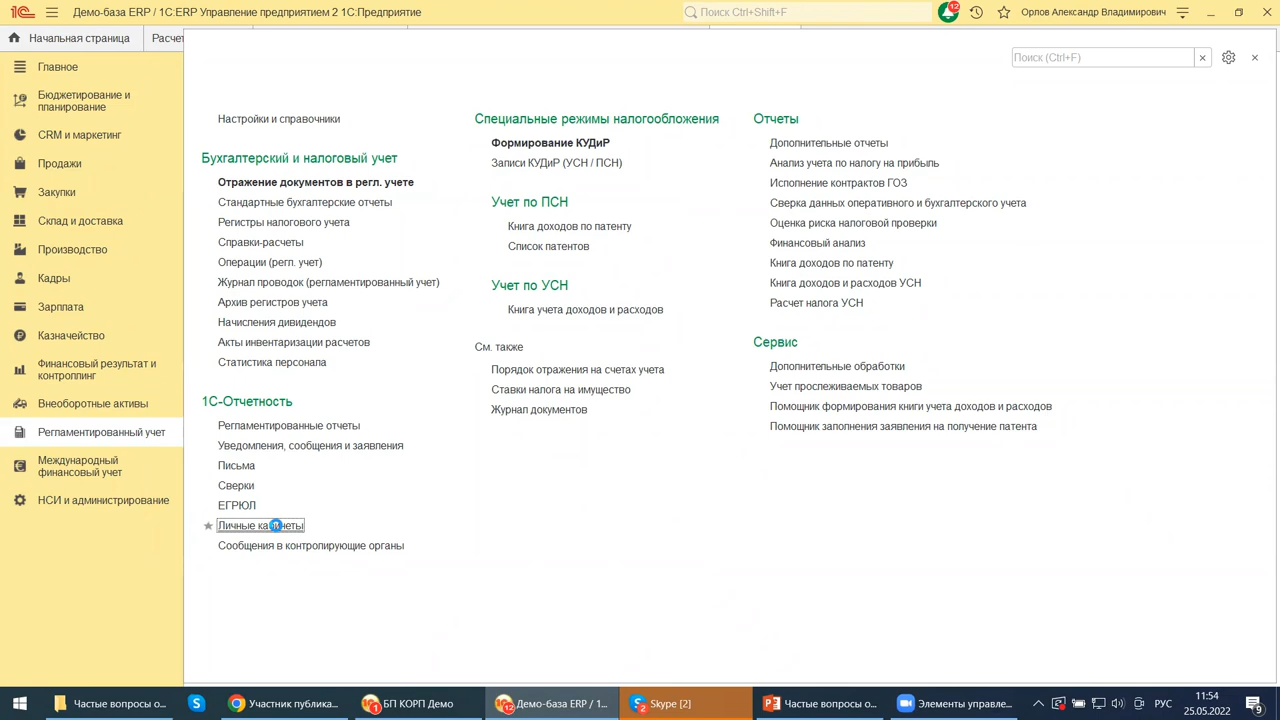 Демо-база ERP / 1С:ERP Управление предприятием 2 1С:Предприятие
Поиск Ctrl+Shift+F
12
Орлов Александр Владимирович
Начальная страница
Расчет
Поиск (Ctrl+F)
Главное
Бюджетирование и
планирование
CRM и маркетинг
Продажи
Закупки
Склад и доставка
Производство
Кадры
Зарплата
Казначейство
Финансовый результат и
контроллинг
Внеоборотные активы
Регламентированный учет
Международный
финансовый учет
НСИ и администрирование
Настройки и справочники
Бухгалтерский и налоговый учет
Отражение документов в регл. учете
Стандартные бухгалтерские отчеты
Регистры налогового учета
Справки-расчеты
Операции (регл. учет)
Журнал проводок (регламентированный учет)
Архив регистров учета
Начисления дивидендов
Акты инвентаризации расчетов
Статистика персонала
1С-Отчетность
Регламентированные отчеты
Уведомления, сообщения и заявления
Письма
Сверки
ЕГРЮЛ
Личные кабинеты
Сообщения в контролирующие органы
Специальные режимы налогообложения
Формирование КУДиР
Записи КУДиР (УСН / ПСН)
Учет по ПСН
Книга доходов по патенту
Список патентов
Учет по УСН
Книга учета доходов и расходов
См. также
Порядок отражения на счетах учета
Ставки налога на имущество
Журнал документов
Отчеты
Дополнительные отчеты
Анализ учета по налогу на прибыль
Исполнение контрактов ГОЗ
Сверка данных оперативного и бухгалтерского учета
Оценка риска налоговой проверки
Финансовый анализ
Книга доходов по патенту
Книга доходов и расходов УСН
Расчет налога УСН
Сервис
Дополнительные обработки
Учет прослеживаемых товаров
Помощник формирования книги учета доходов и расходов
Помощник заполнения заявления на получение патента
Частые вопросы о...
Участник публика...
1
БП КОРП Демо
12
Демо-база ERP / 1...
2
Skype [2]
Частые вопросы о...
Элементы управле...
РУС
11:54
25.05.2022
9